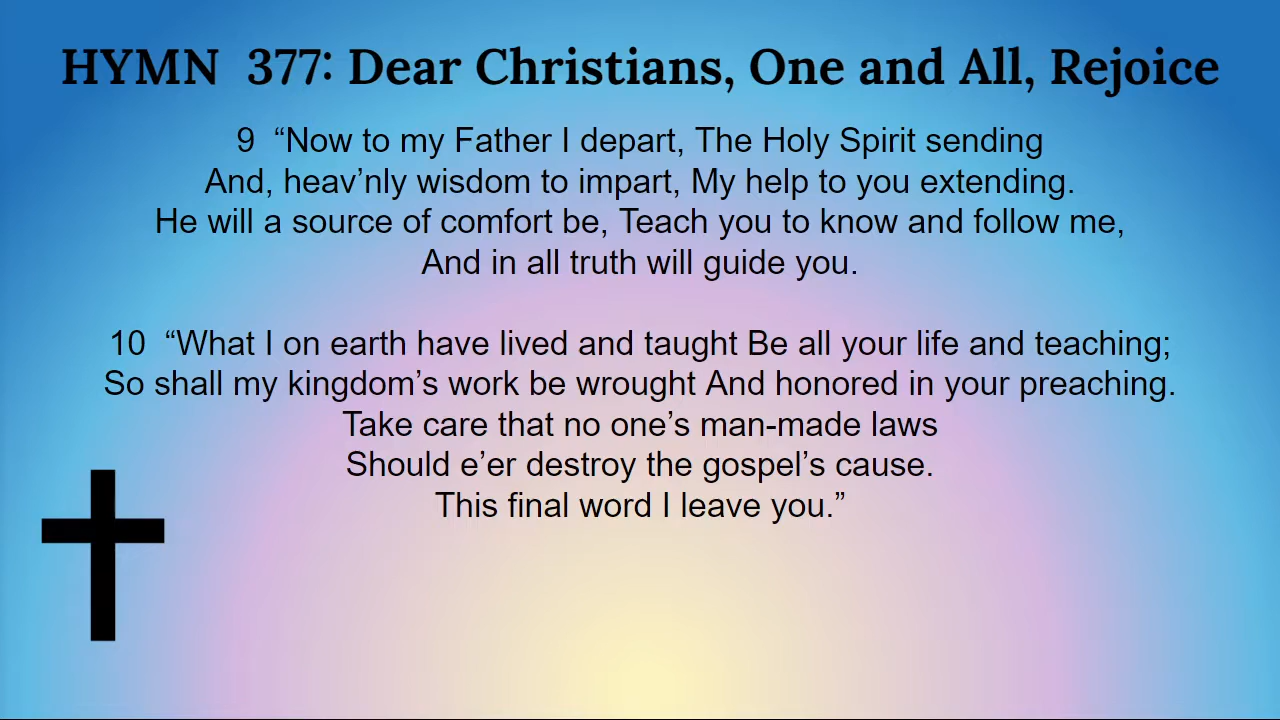 HYMN  377: Dear Christians, One and All, Rejoice
9  “Now to my Father I depart, The Holy Spirit sending
And, heav’nly wisdom to impart, My help to you extending.
He will a source of comfort be, Teach you to know and follow me,
And in all truth will guide you.
10  “What I on earth have lived and taught Be all your life and teaching;
So shall my kingdom’s work be wrought And honored in your preaching.
Take care that no one’s man-made laws
Should e’er destroy the gospel’s cause.
This final word I leave you.”